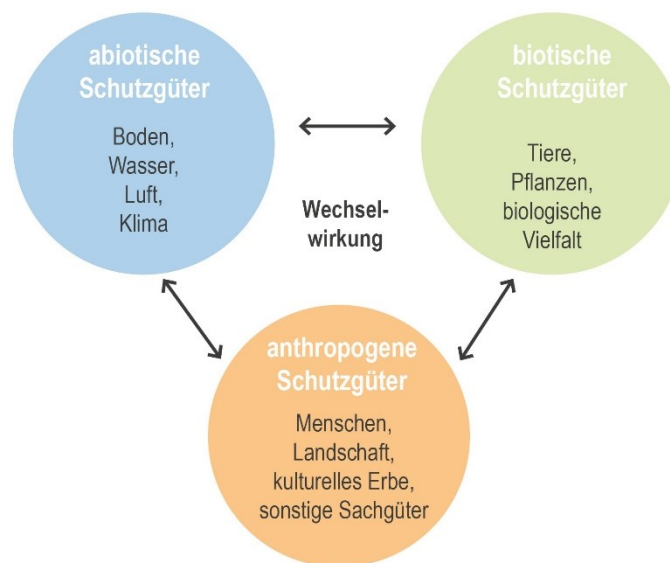 abiotische
Schutzgüter
Boden,
Wasser,
Luft,
Klima
biotische
Schutzgüter
Tiere,
Pflanzen,
biologische
Vielfalt
Wechsel-
wirkung
anthropogene
Schutzgüter
Menschen,
Landschaft,
kulturelles Erbe,
sonstige Sachgüter